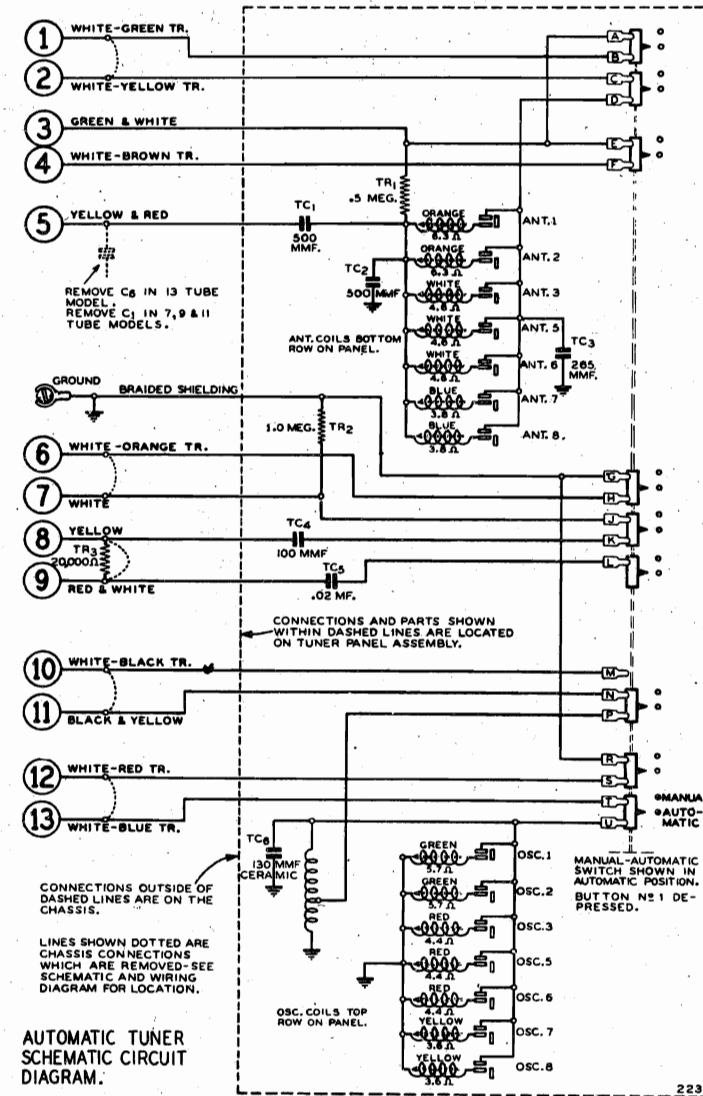 1 WHITE-GREEN TR.
2 WHITE-YELLOW TR.
3 GREEN & WHITE
4 WHITE-BROWN TR.
5 YELLOW & RED
REMOVE C6 IN 13 TUBE
MODEL.
REMOVE C1 IN 7,9 & 11
TUBE MODELS.
TC1
500
MMF.
TR1
.5 MEG.
TC2
500 MMF
ANT. COILS BOTTOM
ROW ON PANEL.
ORANGE
6.3 Ω
ANT.1
ORANGE
6.3 Ω
ANT.2
WHITE
4.8 Ω
ANT.3
WHITE
4.8 Ω
ANT.5
WHITE
4.8 Ω
ANT.6
BLUE
3.8 Ω
ANT.7
BLUE
3.8 Ω
ANT.8.
TC3
265
MMF.
A
B
C
D
E
F
GROUND
BRAIDED SHIELDING
1.0 MEG. TR2
6 WHITE-ORANGE TR.
7 WHITE
8 YELLOW
TR3
20,000Ω
9 RED & WHITE
TC4
100 MMF
TC5
.02 MF.
G
H
J
K
L
CONNECTIONS AND PARTS SHOWN
WITHIN DASHED LINES ARE LOCATED
ON TUNER PANEL ASSEMBLY.
10 WHITE-BLACK TR.
11 BLACK & YELLOW
12 WHITE-RED TR.
13 WHITE-BLUE TR.
M
N
P
R
S
T
U
MANUA
AUTO-
MATIC
MANUAL-AUTOMATIC
SWITCH SHOWN IN
AUTOMATIC POSITION.
BUTTON Nº 1 DE-
PRESSED.
TC6
130 MMF
CERAMIC
CONNECTIONS OUTSIDE OF
DASHED LINES ARE ON THE
CHASSIS.
LINES SHOWN DOTTED ARE
CHASSIS CONNECTIONS
WHICH ARE REMOVED-SEE
SCHEMATIC AND WIRING
DIAGRAM FOR LOCATION.
GREEN
5.7 Ω
OSC.1
GREEN
5.7 Ω
OSC.2
RED
4.4 Ω
OSC.3
RED
4.4 Ω
OSC.5
RED
4.4 Ω
OSC.6
YELLOW
3.6 Ω
OSC.7
YELLOW
3.6 Ω
OSC.8
OSC. COILS TOP
ROW ON PANEL.
AUTOMATIC TUNER
SCHEMATIC CIRCUIT
DIAGRAM.
223